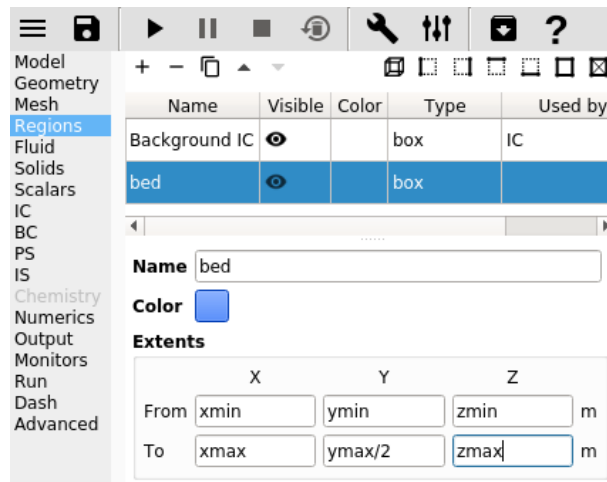 Model
Geometry
Mesh
Regions
Fluid
Solids
Scalars
IC
BC
PS
IS
Chemistry
Numerics
Output
Monitors
Run
Dash
Advanced
Name Visible Color Type Used by
Background IC box IC
bed box
Name bed
Color
Extents
X Y Z
From xmin ymin zmin m
To xmax ymax/2 zmax m